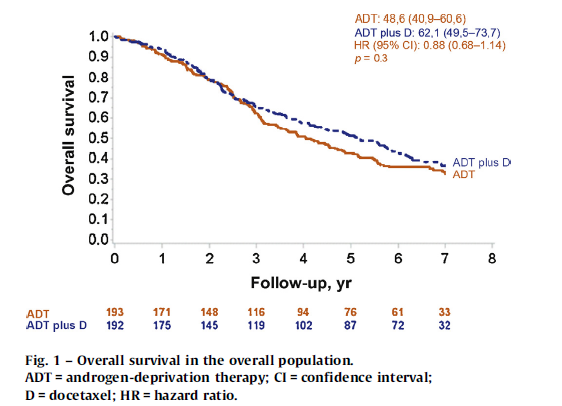 ADT: 48,6 (40,9–60,6)
ADT plus D: 62,1 (49,5–73,7)
HR (95% CI): 0.88 (0.68–1.14)
p = 0.3
1.0
0.9
0.8
0.7
0.6
0.5
0.4
0.3
0.2
0.1
0.0
Overall survival
ADT plus D
ADT
0 1 2 3 4 5 6 7 8
Follow-up, yr
ADT 193 171 148 116 94 76 61 33
ADT plus D 192 175 145 119 102 87 72 32
Fig. 1 – Overall survival in the overall population.
ADT = androgen-deprivation therapy; CI = confidence interval;
D = docetaxel; HR = hazard ratio.